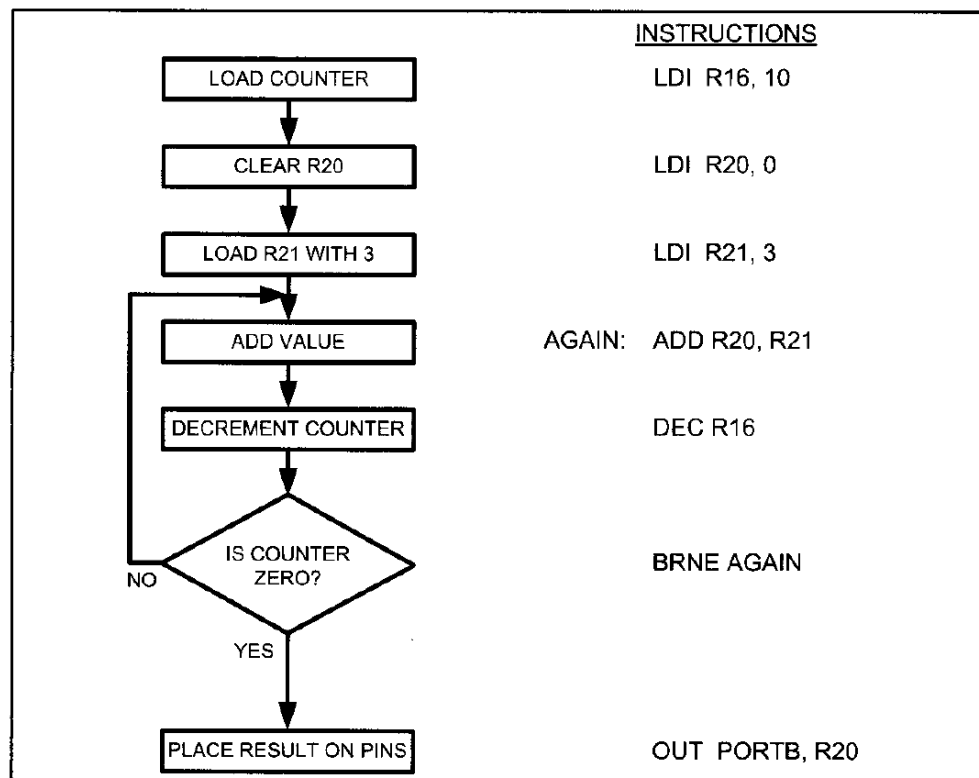 INSTRUCTIONS
LOAD COUNTER
LDI R16, 10
CLEAR R20
LDI R20, 0
LOAD R21 WITH 3
LDI R21, 3
ADD VALUE
AGAIN: ADD R20, R21
DECREMENT COUNTER
DEC R16
IS COUNTER
ZERO?
BRNE AGAIN
NO
YES
PLACE RESULT ON PINS
OUT PORTB, R20